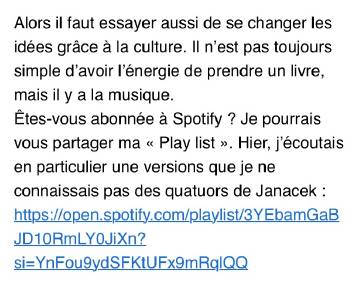 Alors il faut essayer aussi de se changer les
idées grâce à la culture. Il n’est pas toujours
simple d’avoir l’énergie de prendre un livre,
mais il y a la musique.
Êtes-vous abonnée à Spotify ? Je pourrais
vous partager ma « Play list ». Hier, j’écoutais
en particulier une versions que je ne
connaissais pas des quatuors de Janacek :
https://open.spotify.com/playlist/3YEbamGaB
JD10RmLY0JiXn?
si=YnFou9ydSFKtUFx9mRqlQQ